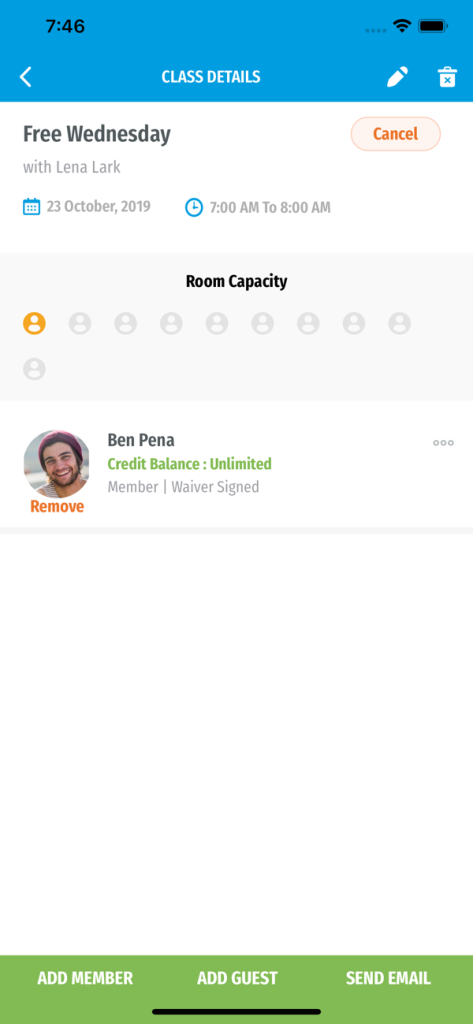 7:46
CLASS DETAILS
Free Wednesday
Cancel
with Lena Lark
23 October, 2019
7:00 AM To 8:00 AM
Room Capacity
Ben Pena
Credit Balance : Unlimited
Member | Waiver Signed
Remove
ADD MEMBER
ADD GUEST
SEND EMAIL